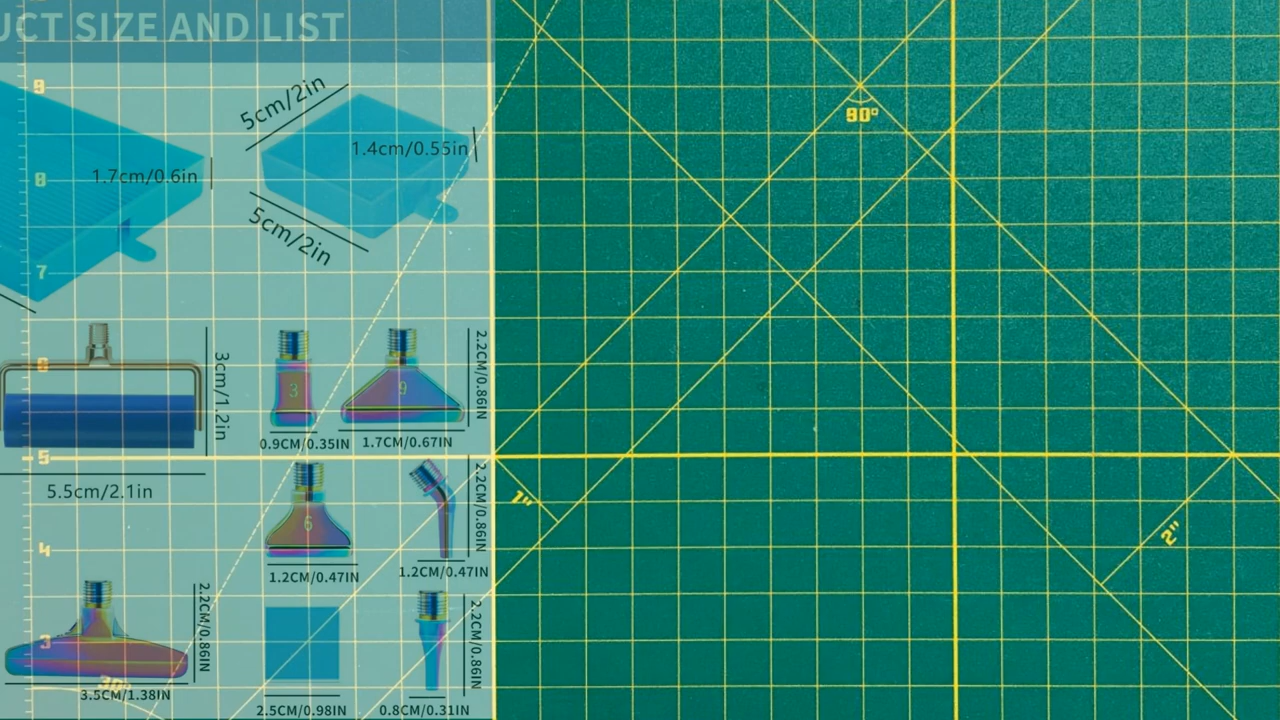 UCT SIZE AND LIST
9
5cm/2in
90°
1.4cm/0.55in
1.7cm/0.6in
8
5cm/2in
7
3cm/1.2in
6
3
9
2.2CM/0.86IN
0.9CM/0.35IN
1.7CM/0.67IN
5
5.5cm/2.1in
6
2.2CM/0.86IN
1"
2"
4
1.2CM/0.47IN
1.2CM/0.47IN
2.2CM/0.86IN
2.2CM/0.86IN
3
30°
3.5CM/1.38IN
2.5CM/0.98IN
0.8CM/0.31IN